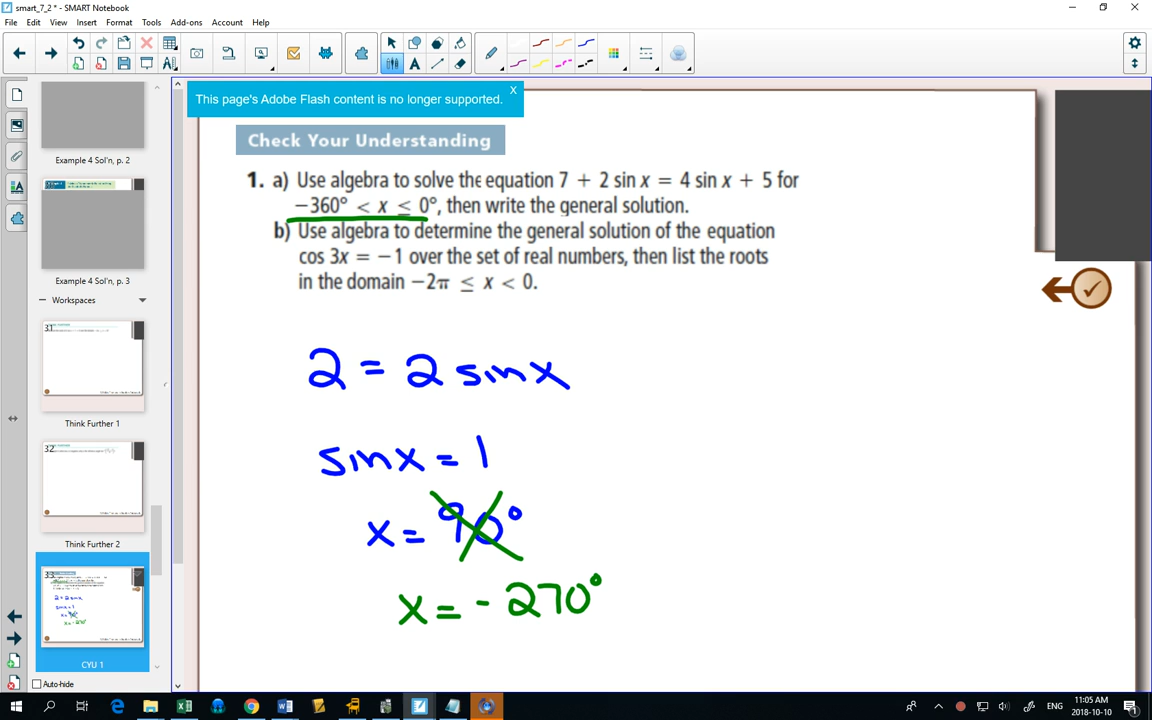 smart_7_2 * - SMART Notebook
File Edit View Insert Format Tools Add-ons Account Help
This page's Adobe Flash content is no longer supported. X
Example 4 Sol'n, p. 2
Example 4 Sol'n, p. 3
Workspaces
31
Think Further 1
32
Think Further 2
33
CYU 1
Auto-hide
Check Your Understanding
1. a) Use algebra to solve the equation 7 + 2 sin x = 4 sin x + 5 for
−360° < x ≤ 0°, then write the general solution.
b) Use algebra to determine the general solution of the equation
cos 3x = −1 over the set of real numbers, then list the roots
in the domain −2π ≤ x < 0.
2 = 2 sinx
sinx = 1
x = 90°
x = -270°
ENG
11:05 AM
2018-10-10